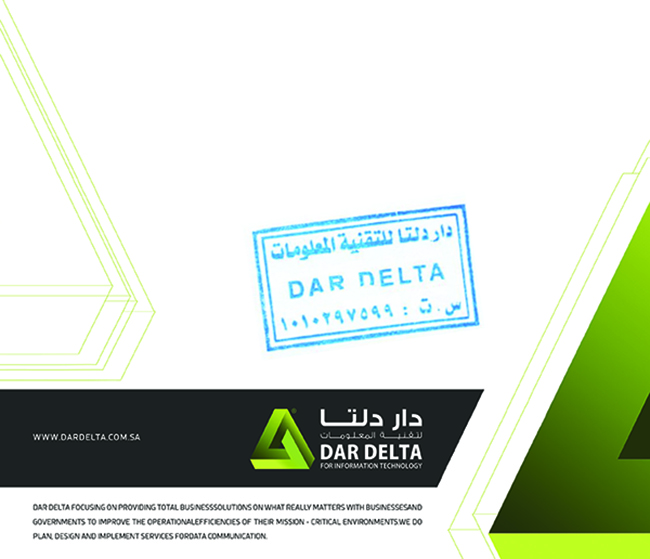 دار دلتا للتقنية المعلومات
DAR DELTA
س . ت : ١٠١٠٢٩٧٥٩٩
WWW.DARDELTA.COM.SA
دار دلتا
لتقنية المعلومات
DAR DELTA
FOR INFORMATION TECHNOLOGY
DAR DELTA FOCUSING ON PROVIDING TOTAL BUSINESSSOLUTIONS ON WHAT REALLY MATTERS WITH BUSINESSESAND
GOVERNMENTS TO IMPROVE THE OPERATIONALEFFICIENCIES OF THEIR MISSION - CRITICAL ENVIRONMENTS.WE DO
PLAN, DESIGN AND IMPLEMENT SERVICES FORDATA COMMUNICATION.